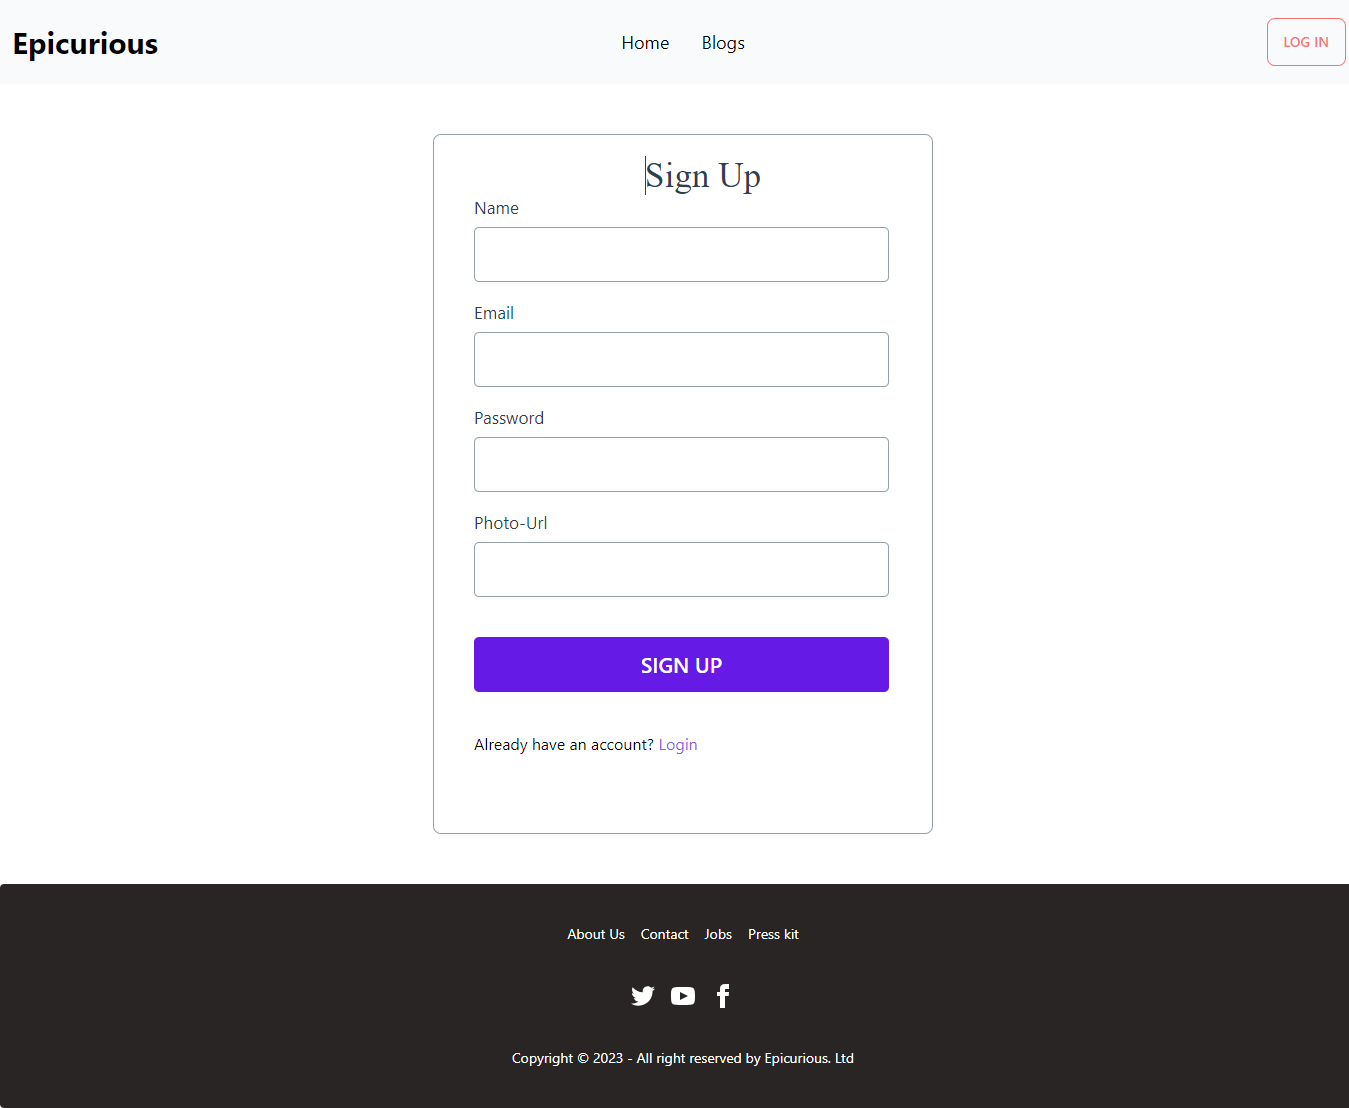 Epicurious Home Blogs LOG IN
Sign Up
Name
Email
Password
Photo-Url
SIGN UP
Already have an account? Login
About Us Contact Jobs Press kit
Copyright © 2023 - All right reserved by Epicurious. Ltd